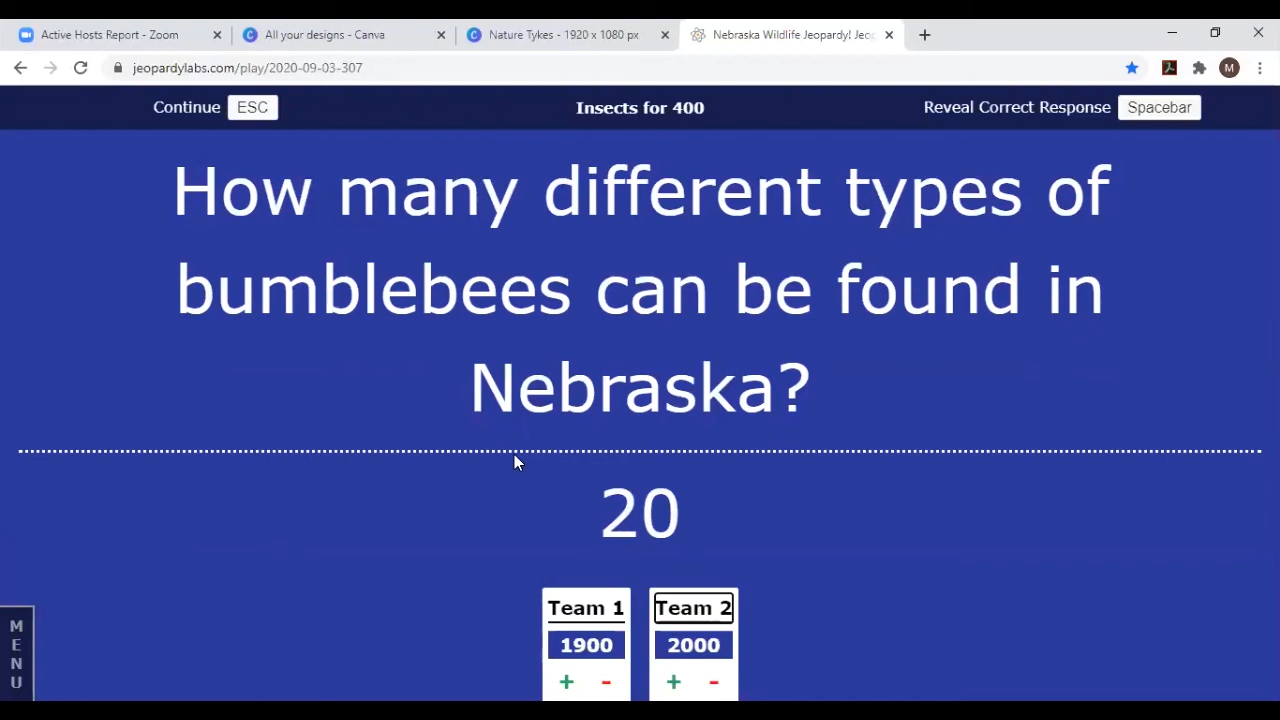 Active Hosts Report - Zoom
All your designs - Canva
Nature Tykes - 1920 x 1080 px
Nebraska Wildlife Jeopardy! Jeop
jeopardylabs.com/play/2020-09-03-307
M
Continue ESC
Insects for 400
Reveal Correct Response Spacebar
How many different types of
bumblebees can be found in
Nebraska?
20
Team 1 Team 2
1900 2000
+ - + -
MENU